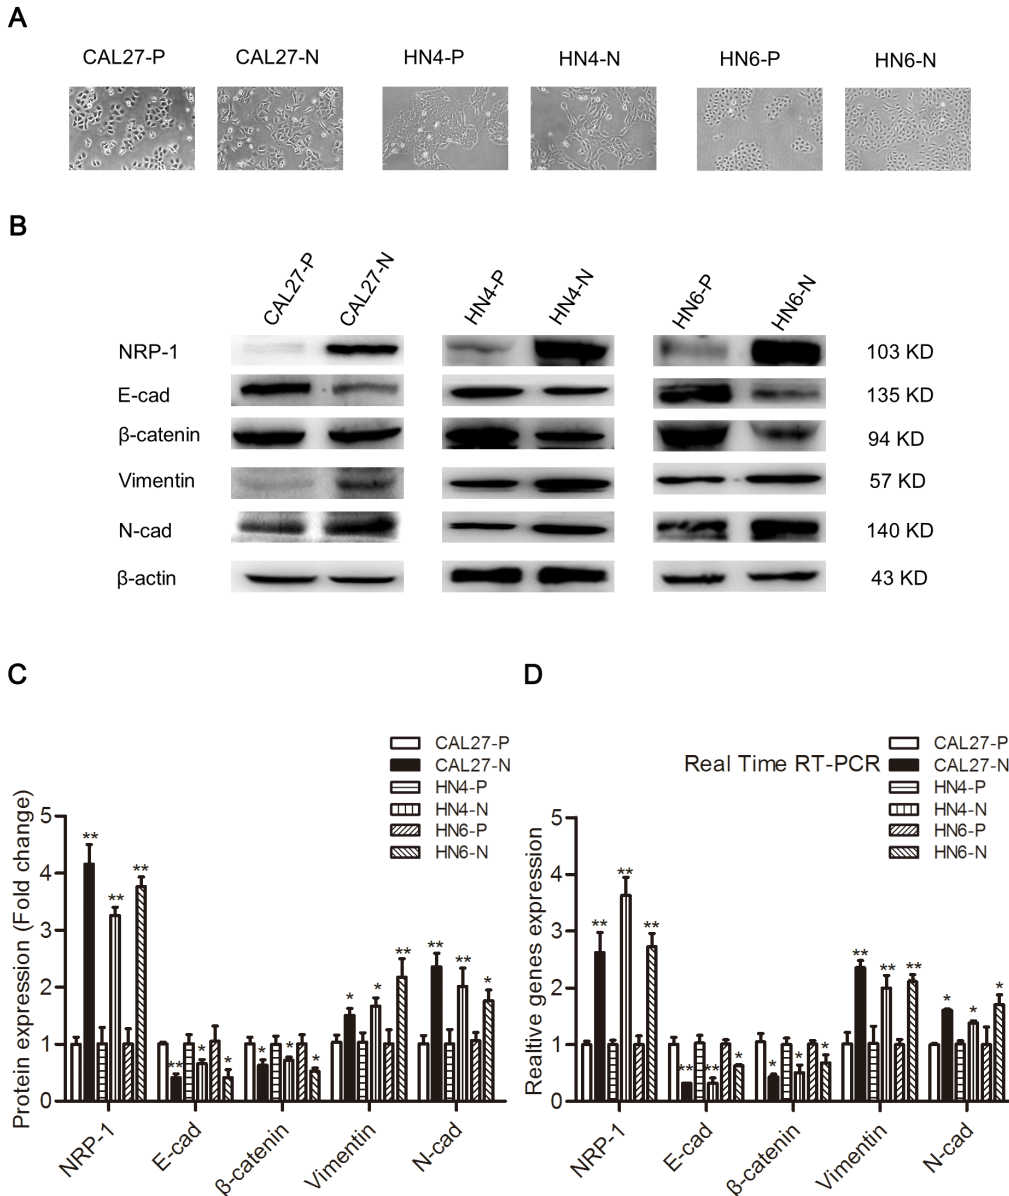 A
CAL27-P CAL27-N HN4-P HN4-N HN6-P HN6-N
B
CAL27-P CAL27-N HN4-P HN4-N HN6-P HN6-N
NRP-1 103 KD
E-cad 135 KD
β-catenin 94 KD
Vimentin 57 KD
N-cad 140 KD
β-actin 43 KD
C
CAL27-P
CAL27-N
HN4-P
HN4-N
HN6-P
HN6-N
Protein expression (Fold change)
5
4
3
2
1
0
** ** **
** * *
* * *
* * **
** ** *
NRP-1 E-cad β-catenin Vimentin N-cad
D
Real Time RT-PCR
CAL27-P
CAL27-N
HN4-P
HN4-N
HN6-P
HN6-N
Realtive genes expression
5
4
3
2
1
0
** ** **
** ** *
* * *
** ** **
* * *
NRP-1 E-cad β-catenin Vimentin N-cad